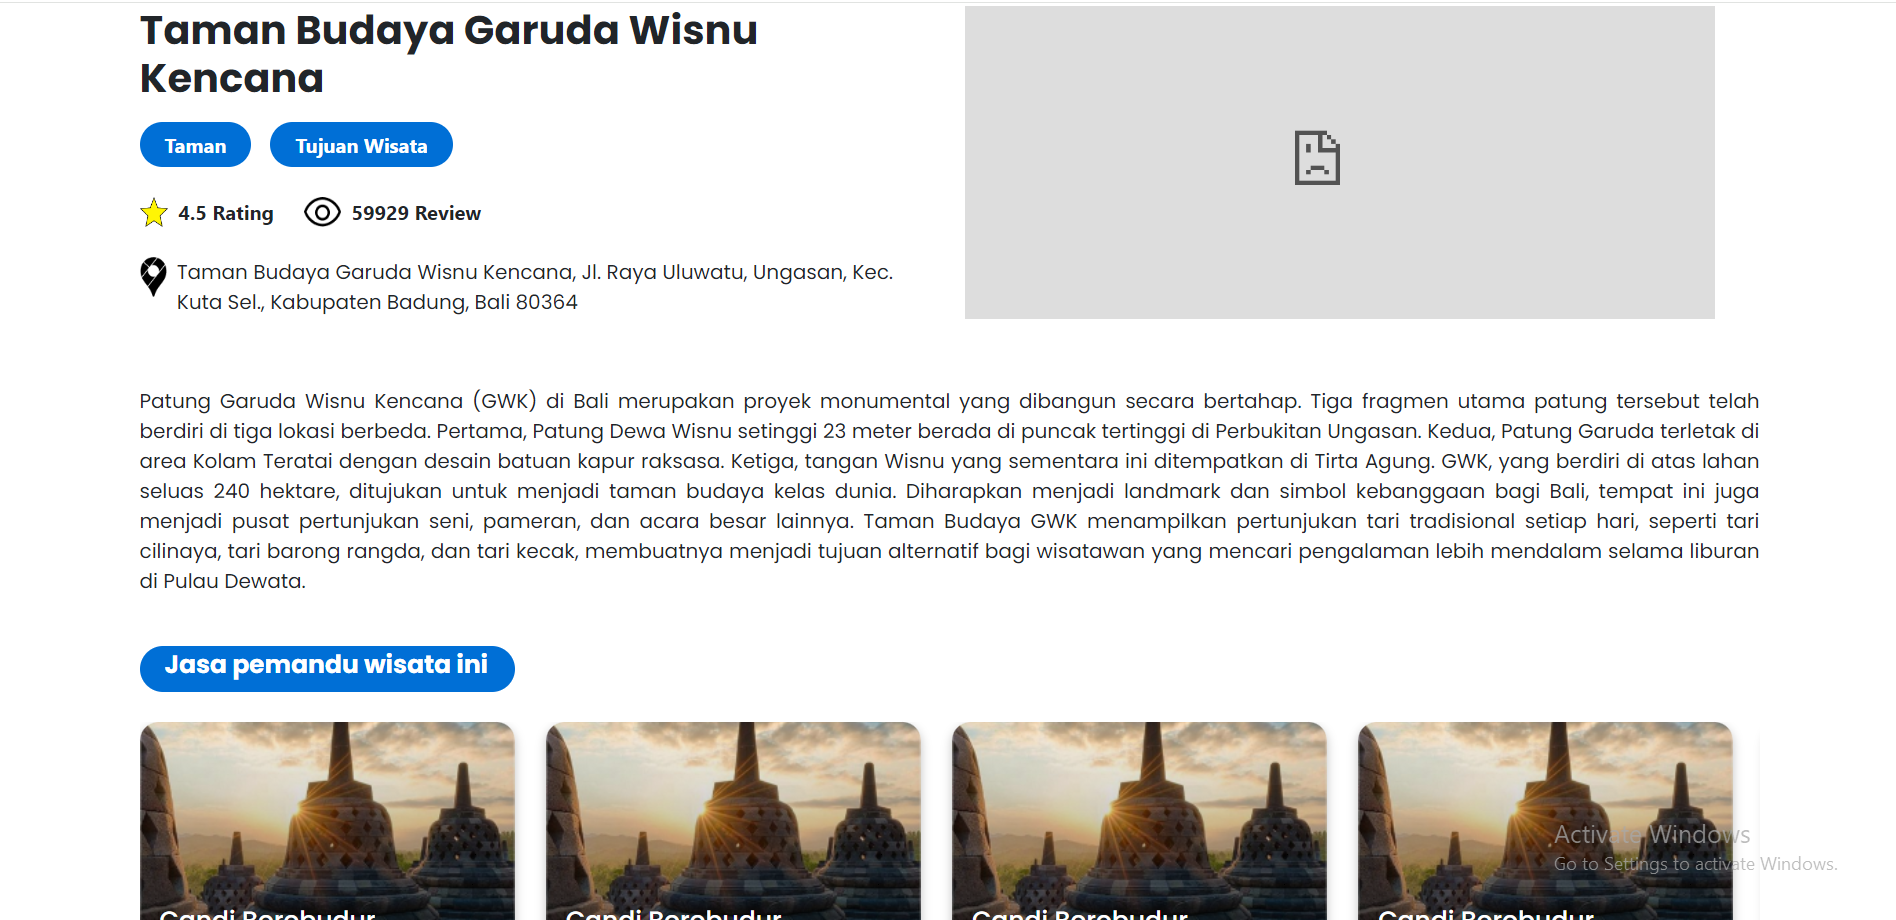 Taman Budaya Garuda Wisnu
Kencana
Taman
Tujuan Wisata
4.5 Rating
59929 Review
Taman Budaya Garuda Wisnu Kencana, Jl. Raya Uluwatu, Ungasan, Kec.
Kuta Sel., Kabupaten Badung, Bali 80364
Patung Garuda Wisnu Kencana (GWK) di Bali merupakan proyek monumental yang dibangun secara bertahap. Tiga fragmen utama patung tersebut telah
berdiri di tiga lokasi berbeda. Pertama, Patung Dewa Wisnu setinggi 23 meter berada di puncak tertinggi di Perbukitan Ungasan. Kedua, Patung Garuda terletak di
area Kolam Teratai dengan desain batuan kapur raksasa. Ketiga, tangan Wisnu yang sementara ini ditempatkan di Tirta Agung. GWK, yang berdiri di atas lahan
seluas 240 hektare, ditujukan untuk menjadi taman budaya kelas dunia. Diharapkan menjadi landmark dan simbol kebanggaan bagi Bali, tempat ini juga
menjadi pusat pertunjukan seni, pameran, dan acara besar lainnya. Taman Budaya GWK menampilkan pertunjukan tari tradisional setiap hari, seperti tari
cilinaya, tari barong rangda, dan tari kecak, membuatnya menjadi tujuan alternatif bagi wisatawan yang mencari pengalaman lebih mendalam selama liburan
di Pulau Dewata.
Jasa pemandu wisata ini
Activate Windows
Go to Settings to activate Windows.
Candi Borobudur
Candi Borobudur
Candi Borobudur
Candi Borobudur